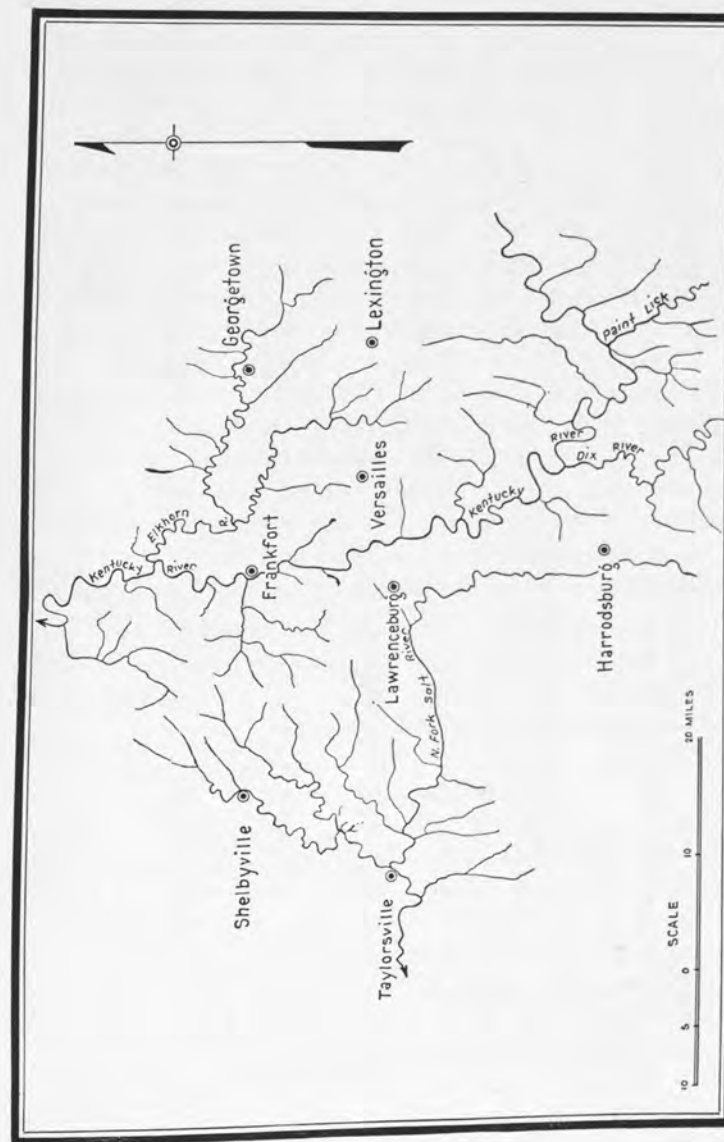 Georgetown
Lexington
Paint Lisk
Elkhorn
R.
Versailles
River
Dix
River
Kentucky
Kentucky
River
Frankfort
Lawrenceburg
Harrodsburg
River
N. Fork Salt
Shelbyville
Taylorsville
SCALE
10 5 0 10 20 MILES